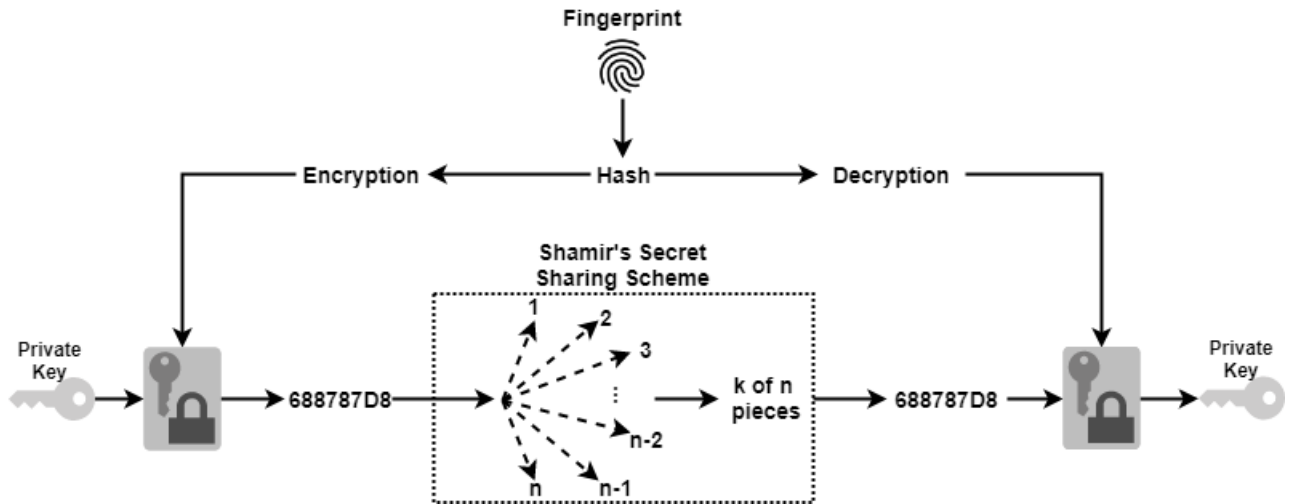 Fingerprint
Encryption
Hash
Decryption
Shamir's Secret
Sharing Scheme
Private
Key
688787D8
1
2
3
⋮
n-2
n-1
n
k of n
pieces
688787D8
Private
Key